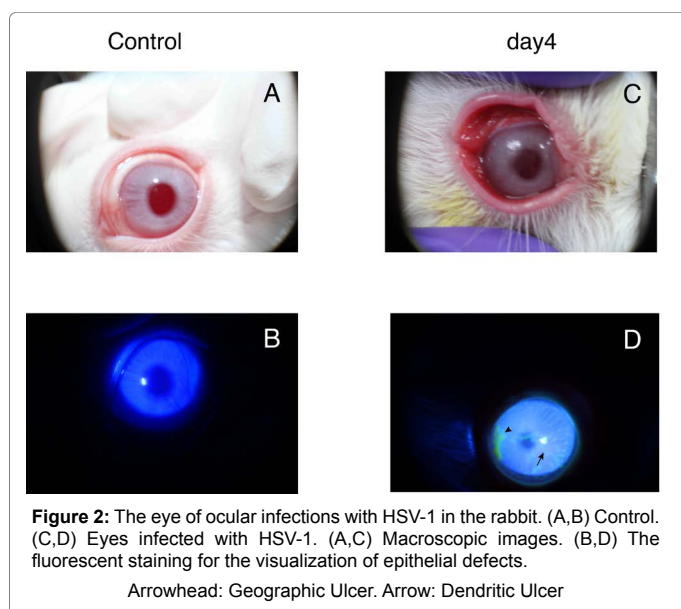 Control
day4
A
C
B
D
Figure 2: The eye of ocular infections with HSV-1 in the rabbit. (A,B) Control.
(C,D) Eyes infected with HSV-1. (A,C) Macroscopic images. (B,D) The
fluorescent staining for the visualization of epithelial defects.
Arrowhead: Geographic Ulcer. Arrow: Dendritic Ulcer